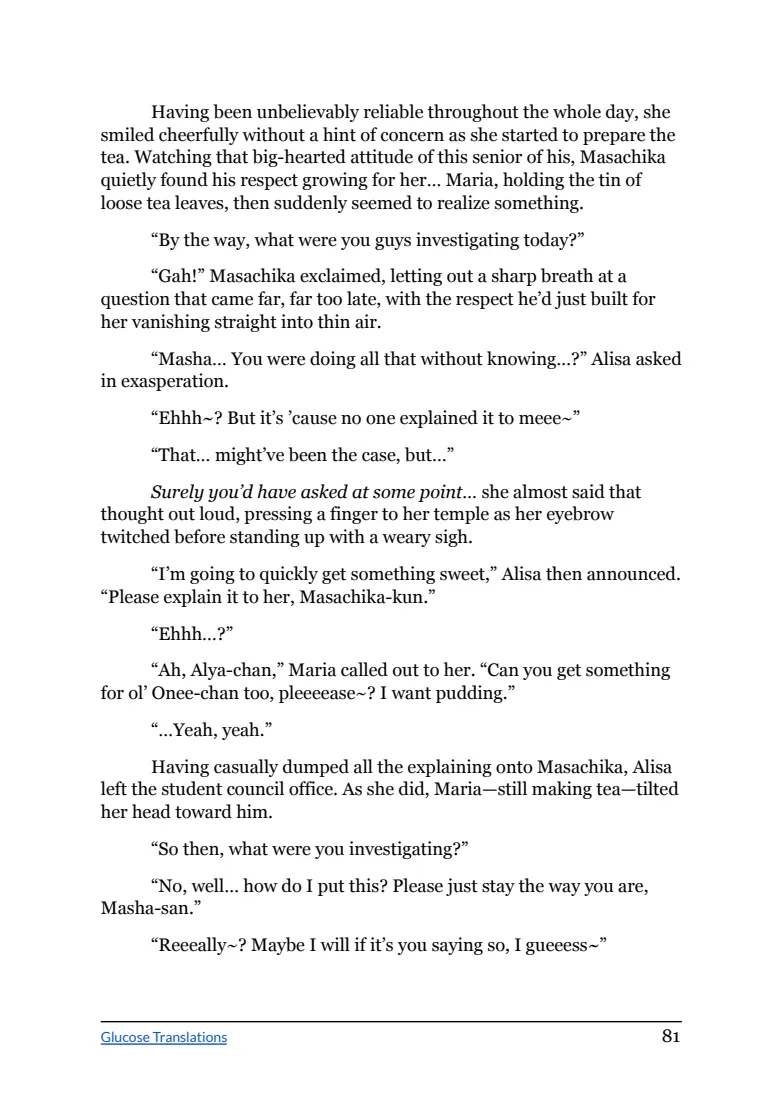 Having been unbelievably reliable throughout the whole day, she
smiled cheerfully without a hint of concern as she started to prepare the
tea. Watching that big-hearted attitude of this senior of his, Masachika
quietly found his respect growing for her… Maria, holding the tin of
loose tea leaves, then suddenly seemed to realize something.
“By the way, what were you guys investigating today?”
“Gah!” Masachika exclaimed, letting out a sharp breath at a
question that came far, far too late, with the respect he’d just built for
her vanishing straight into thin air.
“Masha… You were doing all that without knowing…?” Alisa asked
in exasperation.
“Ehhh~? But it’s ’cause no one explained it to meee~”
“That… might’ve been the case, but…”
Surely you’d have asked at some point… she almost said that
thought out loud, pressing a finger to her temple as her eyebrow
twitched before standing up with a weary sigh.
“I’m going to quickly get something sweet,” Alisa then announced.
“Please explain it to her, Masachika-kun.”
“Ehhh…?”
“Ah, Alya-chan,” Maria called out to her. “Can you get something
for ol’ Onee-chan too, pleeeease~? I want pudding.”
“…Yeah, yeah.”
Having casually dumped all the explaining onto Masachika, Alisa
left the student council office. As she did, Maria—still making tea—tilted
her head toward him.
“So then, what were you investigating?”
“No, well… how do I put this? Please just stay the way you are,
Masha-san.”
“Reeeally~? Maybe I will if it’s you saying so, I gueeess~”
Glucose Translations 81